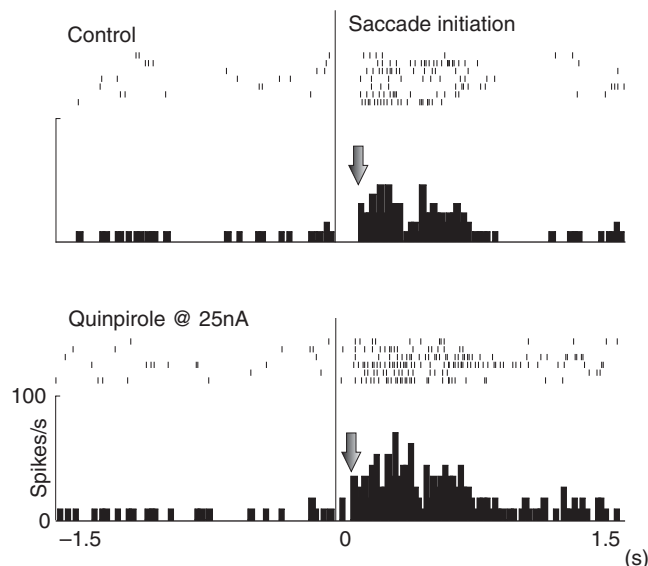 Control
Saccade initiation
Quinpirole @ 25nA
100
Spikes/s
0
−1.5
0
1.5
(s)